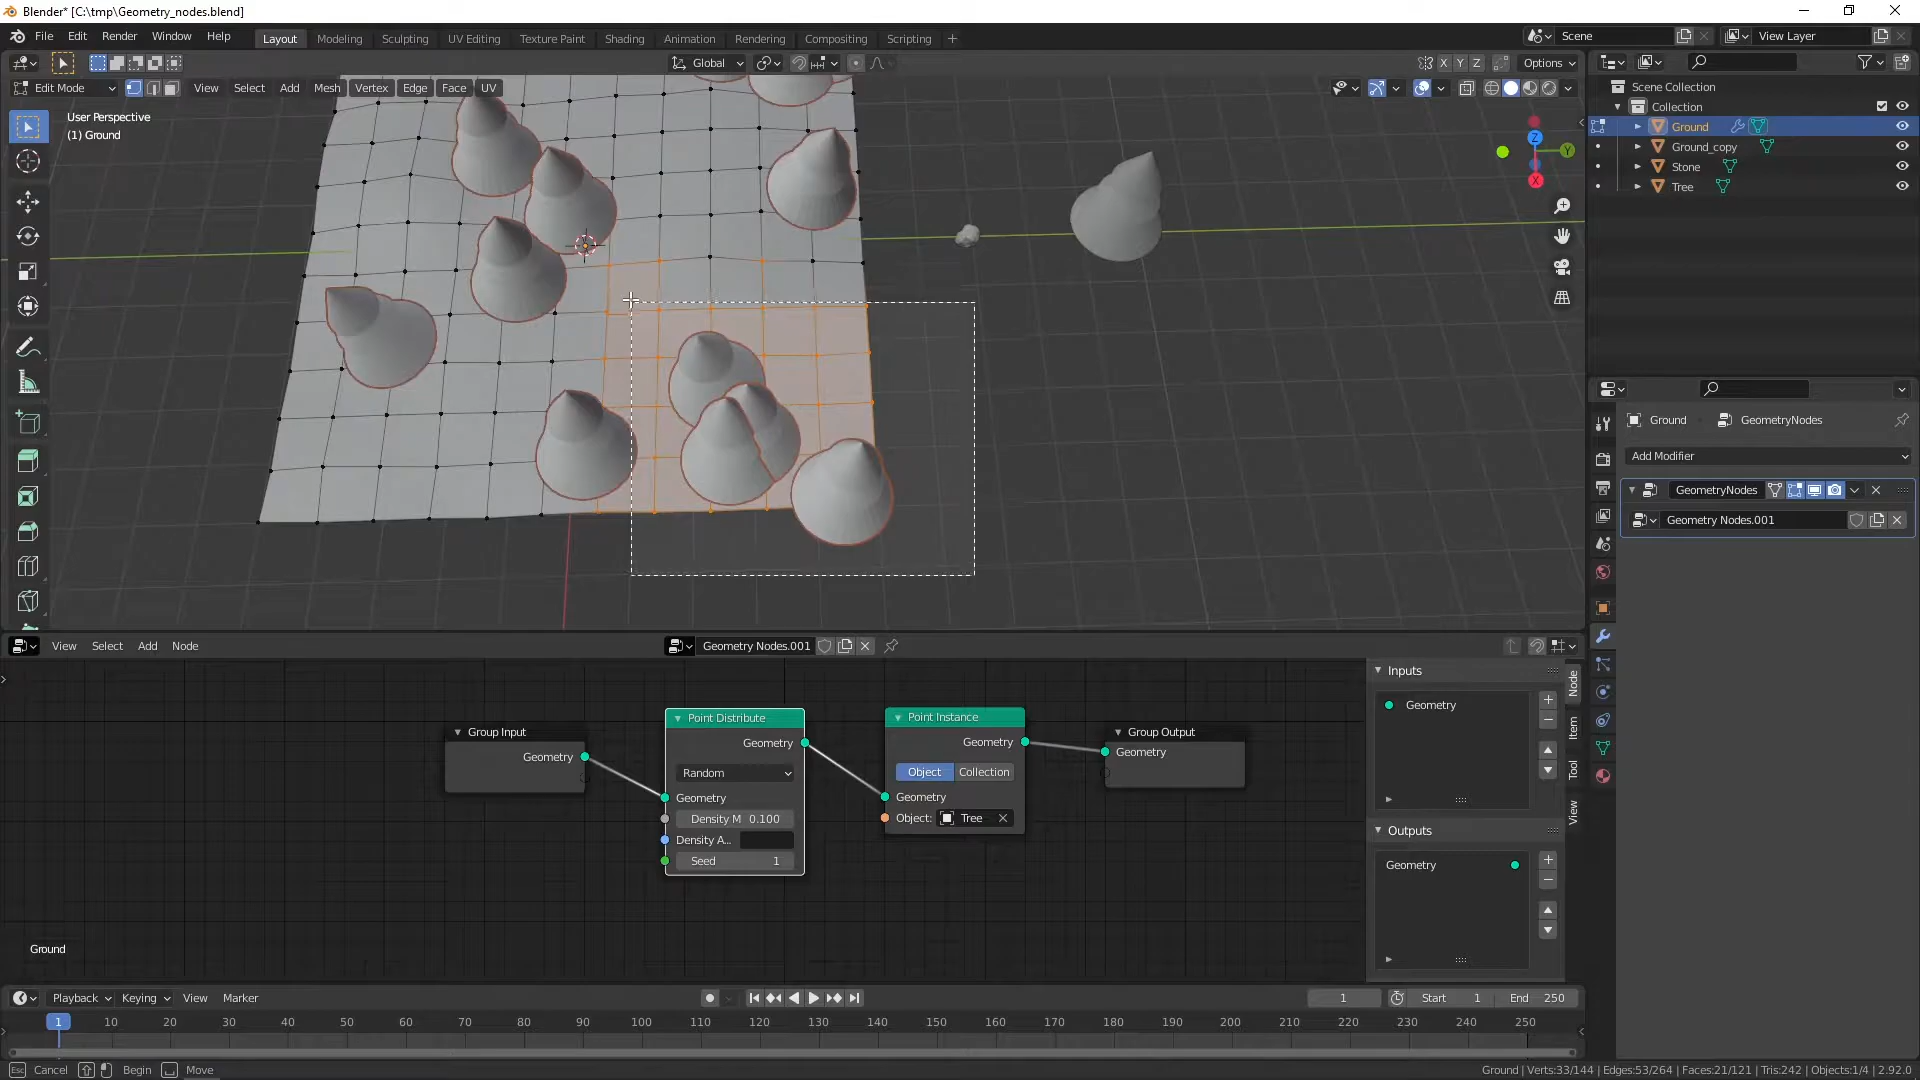 Blender* [C:\tmp\Geometry_nodes.blend]
File Edit Render Window Help Layout Modeling Sculpting UV Editing Texture Paint Shading Animation Rendering Compositing Scripting + Scene View Layer
Global X Y Z Options
Edit Mode View Select Add Mesh Vertex Edge Face UV
User Perspective
(1) Ground
Z
Y
X
Scene Collection
Collection
Ground
Ground_copy
Stone
Tree
Ground GeometryNodes
Add Modifier
GeometryNodes
Geometry Nodes.001
View Select Add Node Geometry Nodes.001
Group Input
Geometry
Point Distribute
Geometry
Random
Geometry
Density M 0.100
Density A...
Seed 1
Point Instance
Geometry
Object Collection
Geometry
Object: Tree
Group Output
Geometry
Inputs
Geometry
Outputs
Geometry
Node
Item
Tool
View
Ground
Playback Keying View Marker 1 Start 1 End 250
1 10 20 30 40 50 60 70 80 90 100 110 120 130 140 150 160 170 180 190 200 210 220 230 240 250
Esc Cancel Begin Move Ground | Verts:33/144 | Edges:53/264 | Faces:21/121 | Tris:242 | Objects:1/4 | 2.92.0